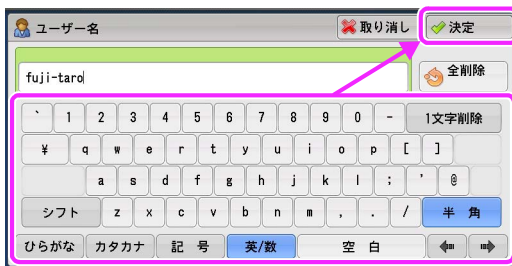 ユーザー名 取り消し 決定
fuji-taro 全削除
` 1 2 3 4 5 6 7 8 9 0 - 1文字削除
¥ q w e r t y u i o p [ ]
a s d f g h j k l ; ' @
シフト z x c v b n m , . / 半 角
ひらがな カタカナ 記 号 英/数 空 白